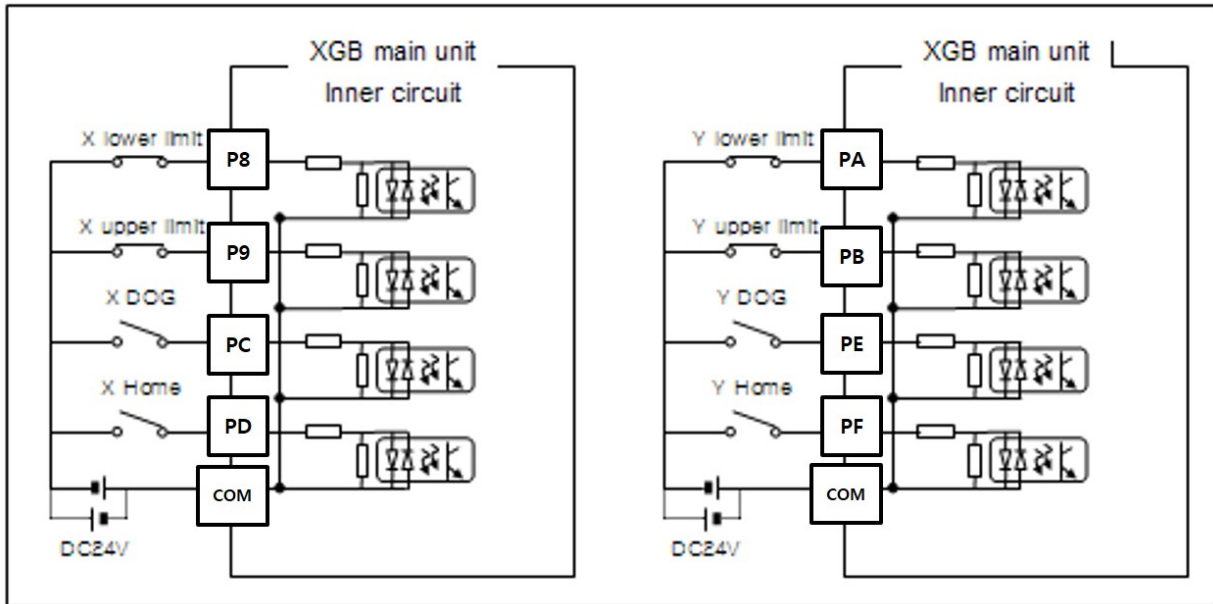 XGB main unit
Inner circuit
X lower limit
P8
X upper limit
P9
X DOG
PC
X Home
PD
COM
DC24V
XGB main unit
Inner circuit
Y lower limit
PA
Y upper limit
PB
Y DOG
PE
Y Home
PF
COM
DC24V